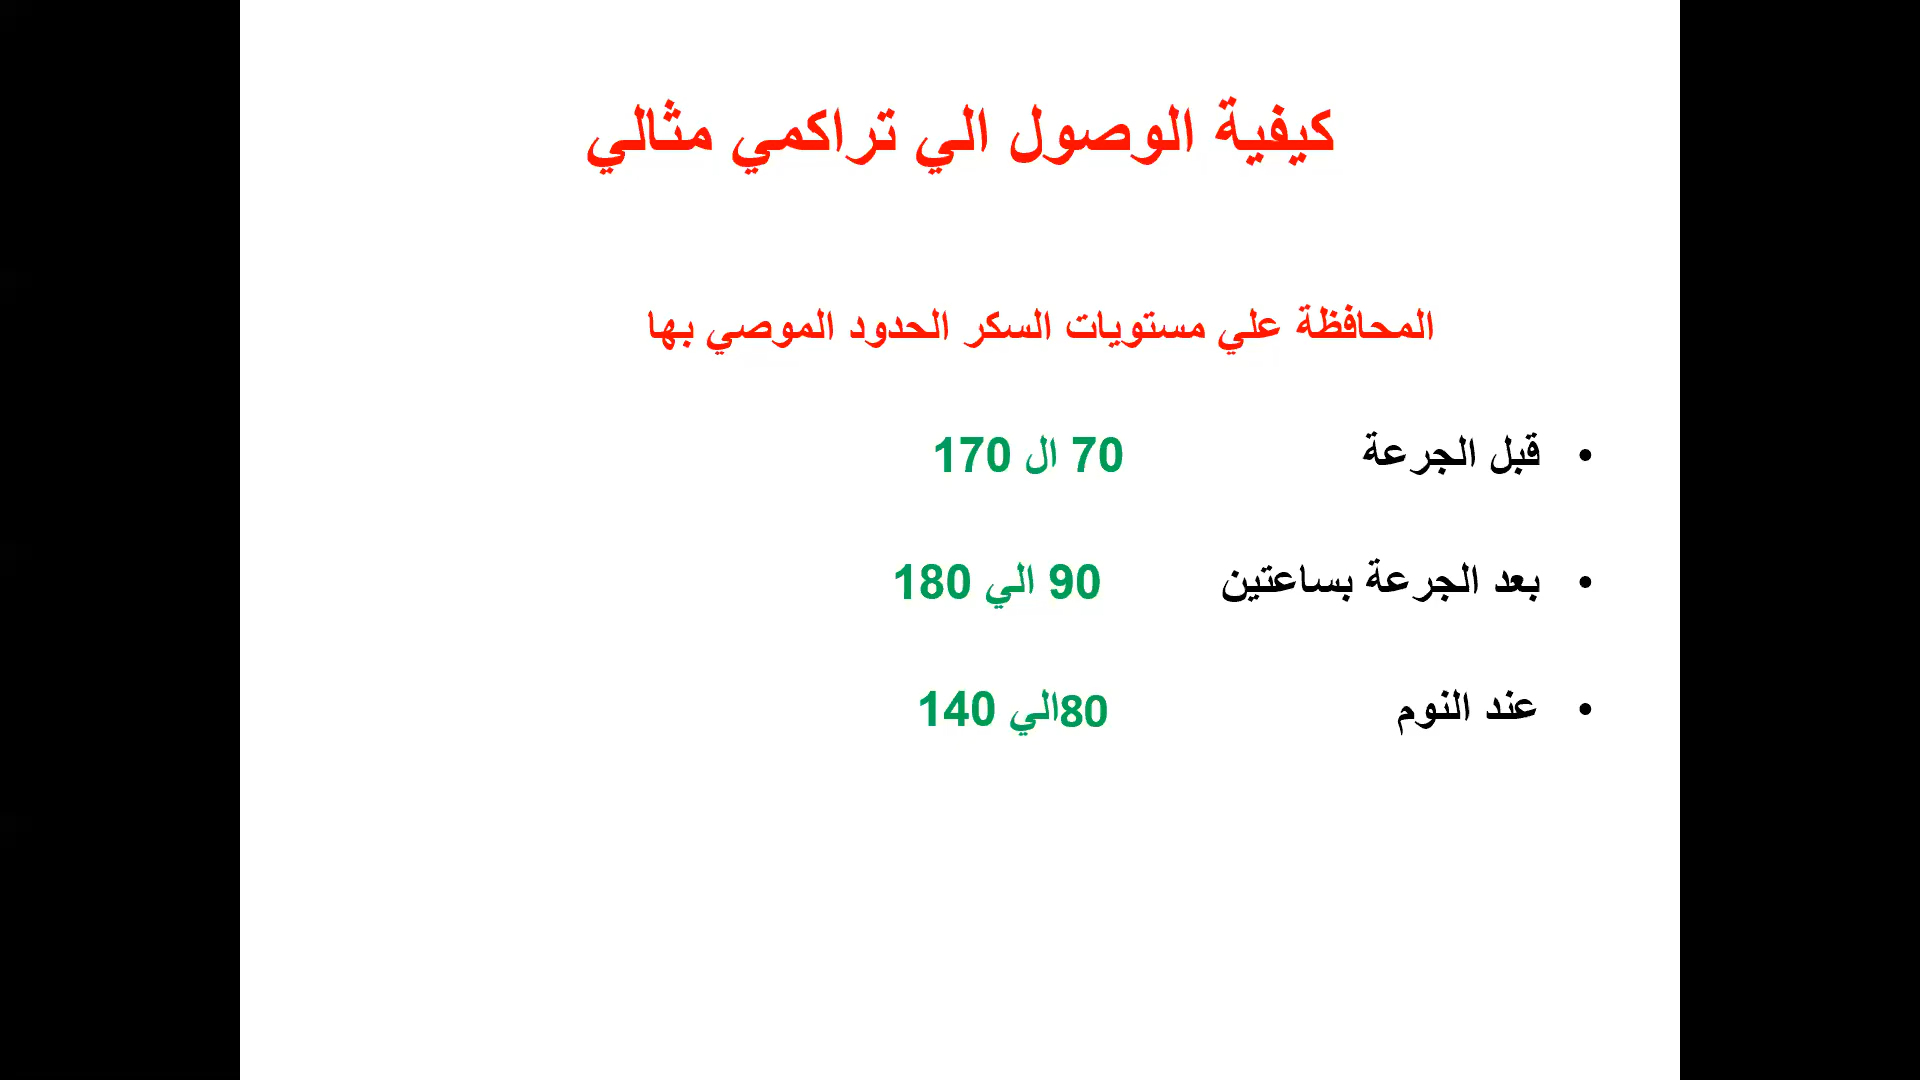 كيفية الوصول الي تراكمي مثالي
المحافظة علي مستويات السكر الحدود الموصي بها
• قبل الجرعة 70 ال 170
• بعد الجرعة بساعتين 90 الي 180
• عند النوم 80الي 140